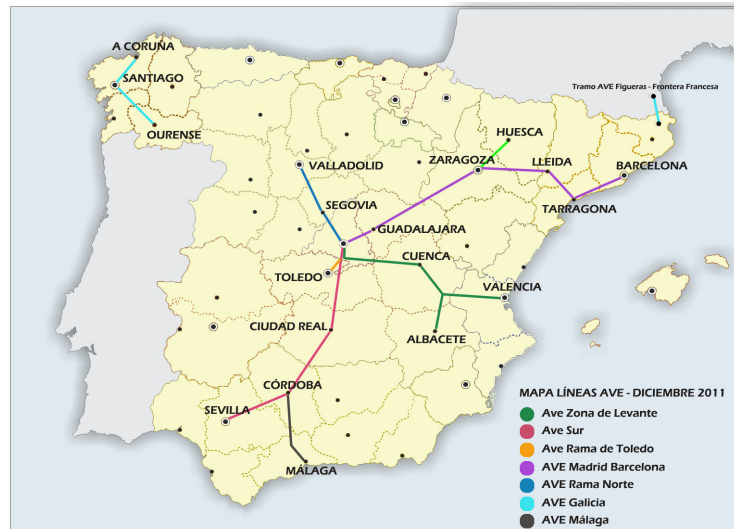 A CORUÑA
SANTIAGO
OURENSE
Tramo AVE Figueras - Frontera Francesa
HUESCA
ZARAGOZA
LLEIDA
BARCELONA
VALLADOLID
TARRAGONA
SEGOVIA
GUADALAJARA
CUENCA
TOLEDO
VALENCIA
CIUDAD REAL
ALBACETE
CÓRDOBA
SEVILLA
MÁLAGA
MAPA LÍNEAS AVE - DICIEMBRE 2011
Ave Zona de Levante
Ave Sur
Ave Rama de Toledo
AVE Madrid Barcelona
AVE Rama Norte
AVE Galicia
AVE Málaga